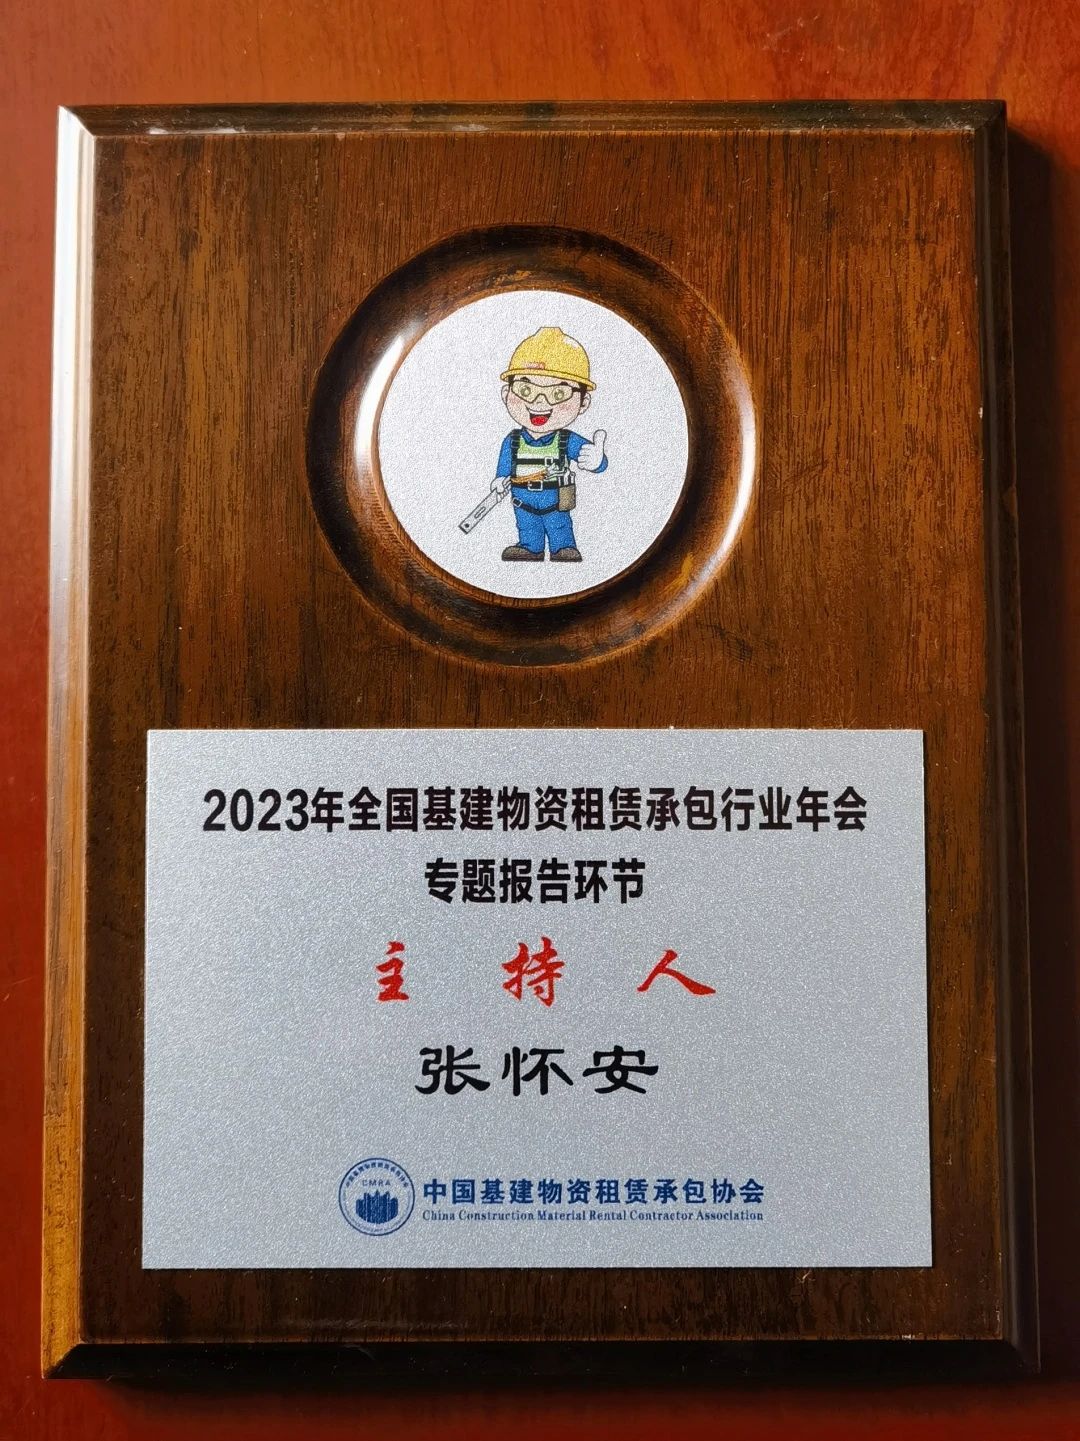 2023年全国基建物资租赁承包行业年会
专题报告环节
主持人
张怀安
CMRA
中国基建物资租赁承包协会
China Construction Material Rental Contractor Association